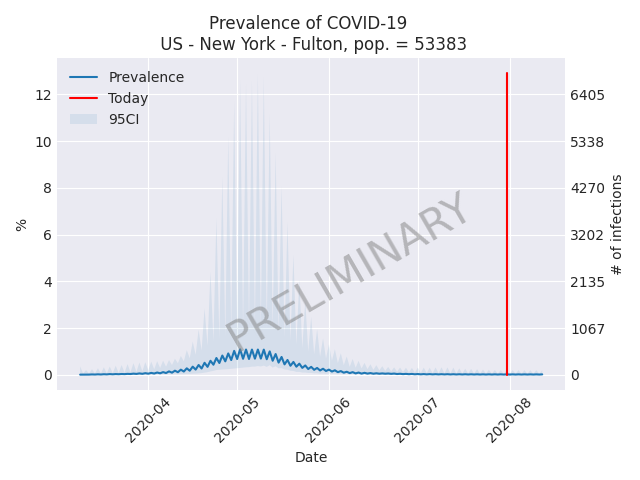 Prevalence of COVID-19
US - New York - Fulton, pop. = 53383
Prevalence
Today
95CI
12
10
8
6
4
2
0
%
6405
5338
4270
3202
2135
1067
0
# of infections
PRELIMINARY
2020-04
2020-05
2020-06
2020-07
2020-08
Date